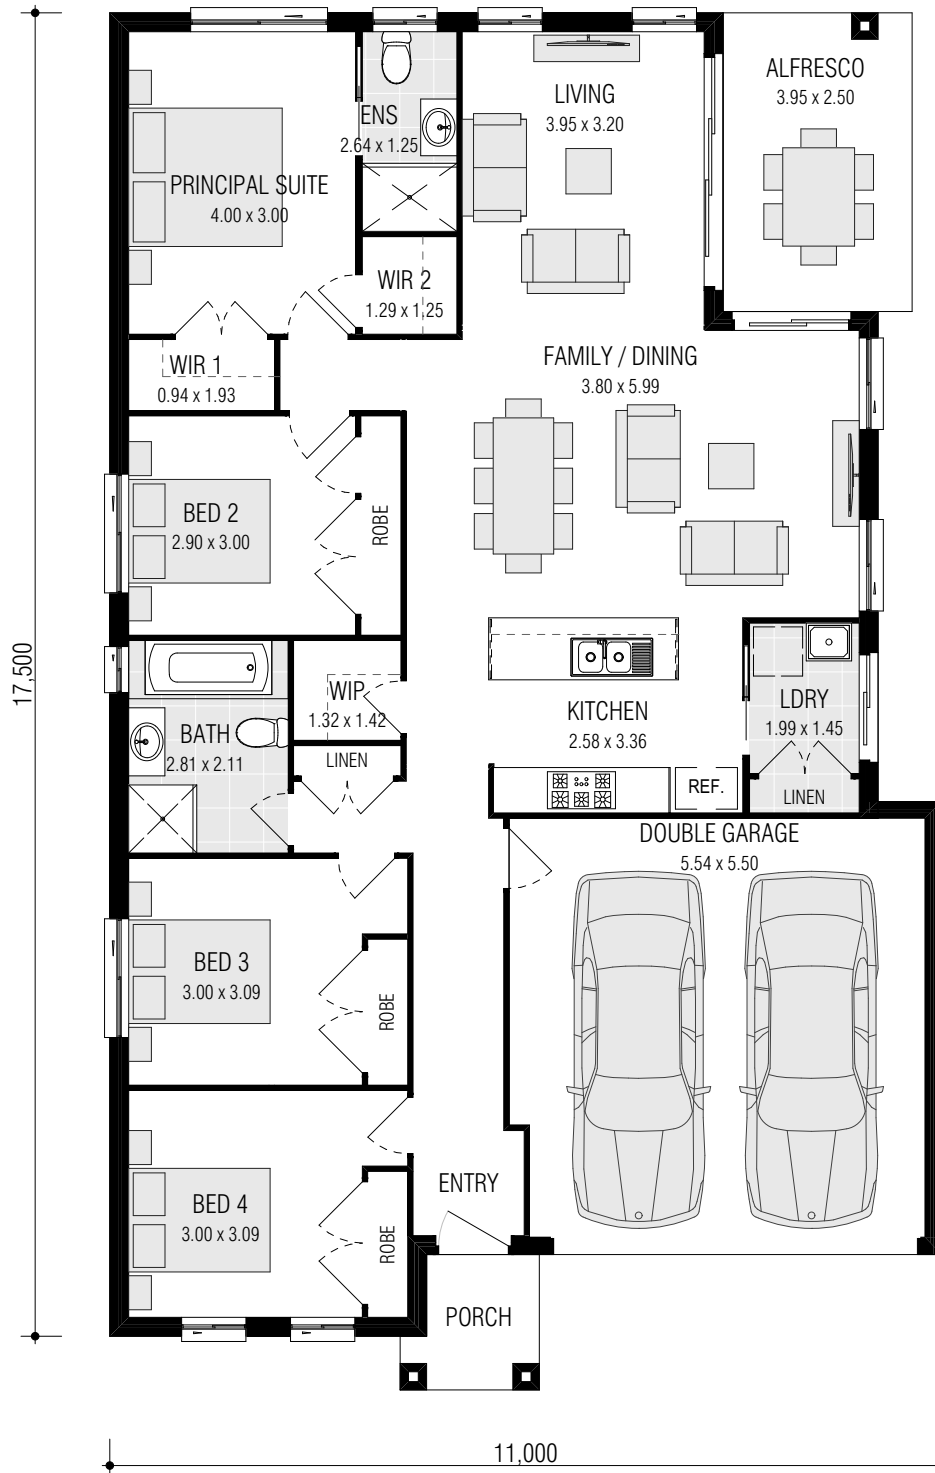 ALFRESCO
3.95 x 2.50
LIVING
3.95 x 3.20
ENS
2.64 x 1.25
PRINCIPAL SUITE
4.00 x 3.00
WIR 2
1.29 x 1.25
WIR 1
0.94 x 1.93
FAMILY / DINING
3.80 x 5.99
BED 2
2.90 x 3.00
ROBE
17,500
WIP
1.32 x 1.42
KITCHEN
2.58 x 3.36
LDRY
1.99 x 1.45
BATH
2.81 x 2.11
LINEN
REF.
LINEN
DOUBLE GARAGE
5.54 x 5.50
BED 3
3.00 x 3.09
ROBE
ENTRY
BED 4
3.00 x 3.09
ROBE
PORCH
11,000